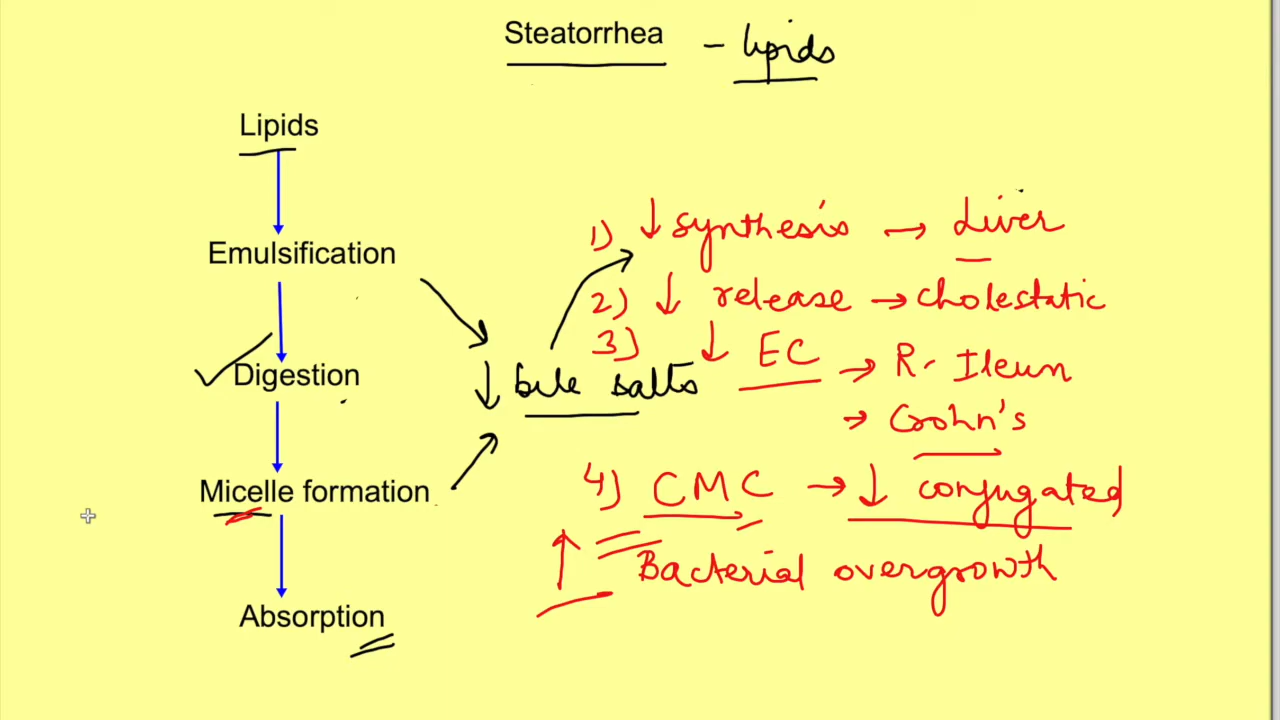 Steatorrhea – lipids
Lipids
Emulsification
Digestion
Micelle formation
Absorption
↓ bile salts
1) ↓ synthesis → Liver
2) ↓ release → cholestatic
3) ↓ EC → R. Ileum
→ Crohn's
4) CMC → ↓ conjugated
↑ Bacterial overgrowth